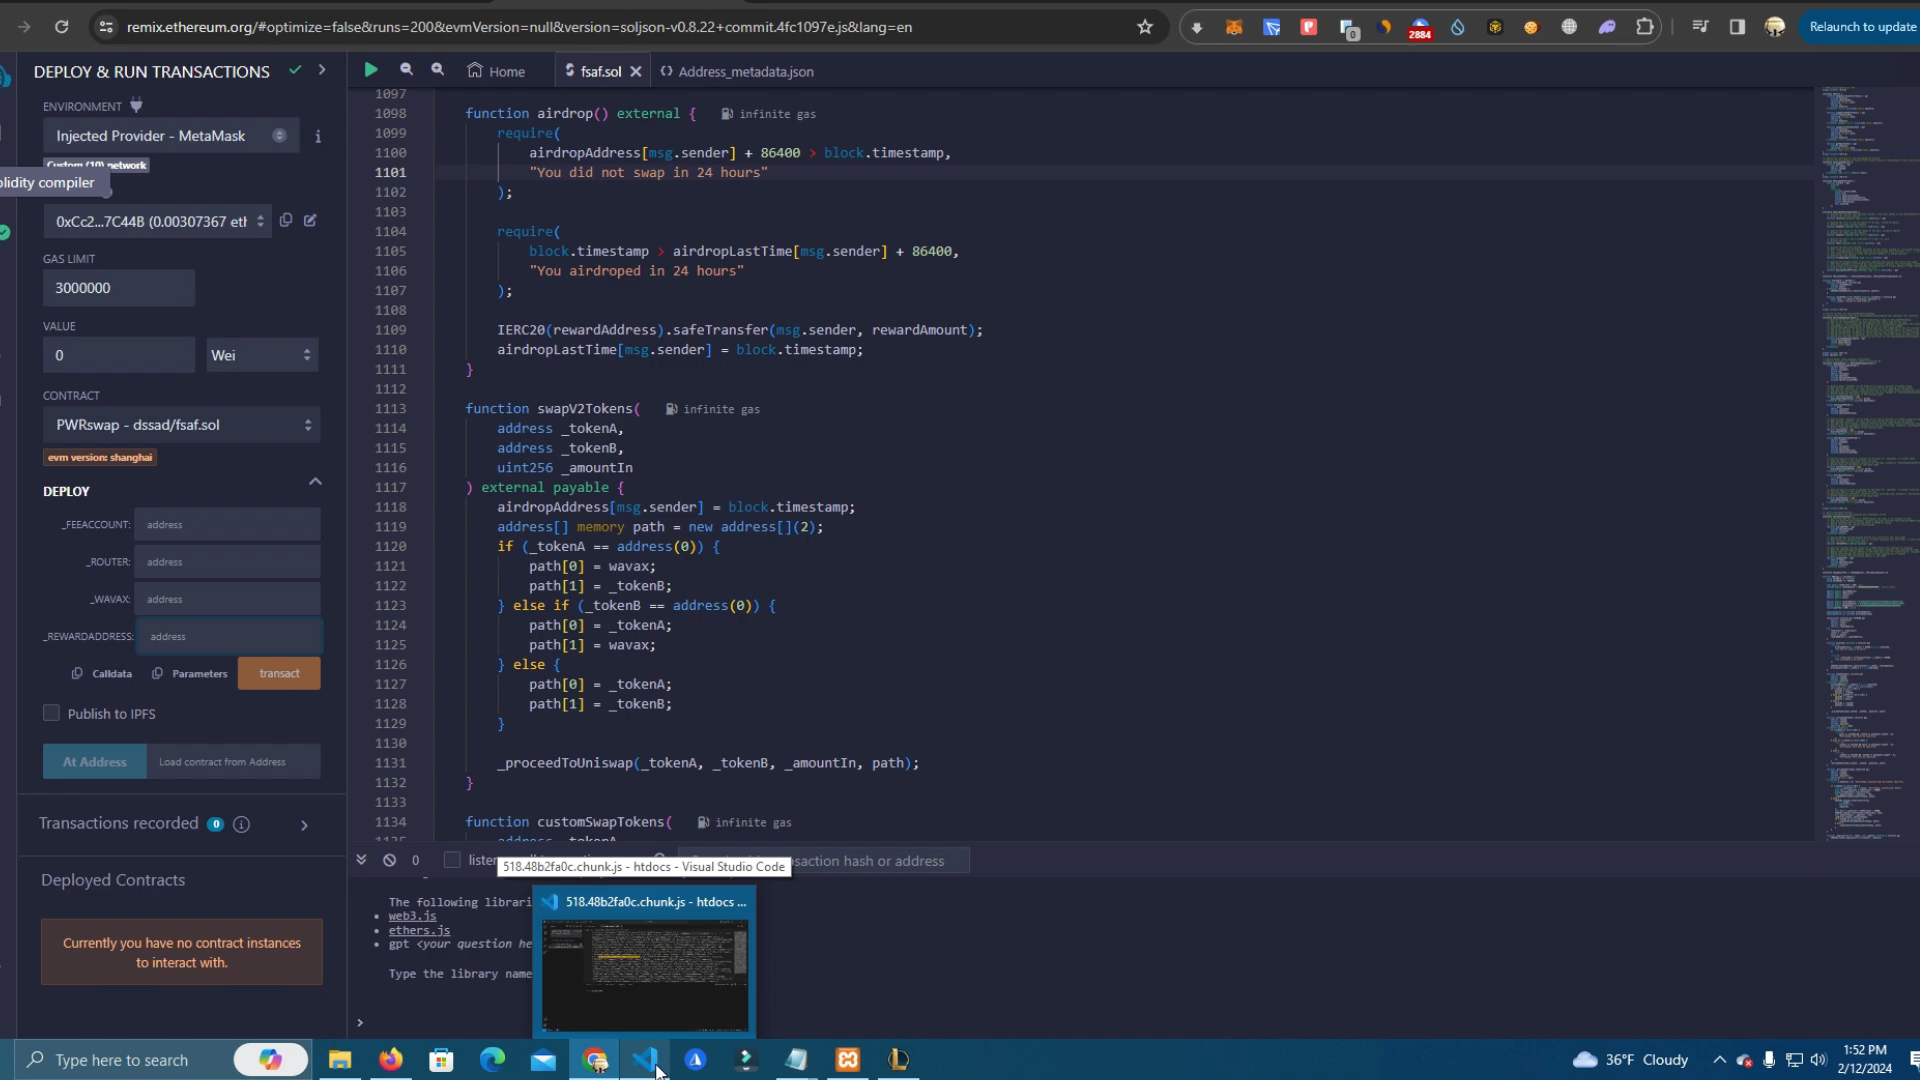 remix.ethereum.org/#optimize=false&runs=200&evmVersion=null&version=soljson-v0.8.22+commit.4fc1097e.js&lang=en
0
2884
Relaunch to update
DEPLOY & RUN TRANSACTIONS
Home
fsaf.sol
Address_metadata.json
ENVIRONMENT
Injected Provider - MetaMask
Custom (10) network
olidity compiler
0xCc2...7C44B (0.00307367 eth
GAS LIMIT
3000000
VALUE
0
Wei
CONTRACT
PWRswap - dssad/fsaf.sol
evm version: shanghai
DEPLOY
_FEEACCOUNT: address
_ROUTER: address
_WAVAX: address
_REWARDADDRESS: address
Calldata
Parameters
transact
Publish to IPFS
At Address
Load contract from Address
Transactions recorded 0
Deployed Contracts
Currently you have no contract instances
to interact with.
1097
1098 function airdrop() external { infinite gas
1099 require(
1100 airdropAddress[msg.sender] + 86400 > block.timestamp,
1101 "You did not swap in 24 hours"
1102 );
1103
1104 require(
1105 block.timestamp > airdropLastTime[msg.sender] + 86400,
1106 "You airdroped in 24 hours"
1107 );
1108
1109 IERC20(rewardAddress).safeTransfer(msg.sender, rewardAmount);
1110 airdropLastTime[msg.sender] = block.timestamp;
1111 }
1112
1113 function swapV2Tokens( infinite gas
1114 address _tokenA,
1115 address _tokenB,
1116 uint256 _amountIn
1117 ) external payable {
1118 airdropAddress[msg.sender] = block.timestamp;
1119 address[] memory path = new address[](2);
1120 if (_tokenA == address(0)) {
1121 path[0] = wavax;
1122 path[1] = _tokenB;
1123 } else if (_tokenB == address(0)) {
1124 path[0] = _tokenA;
1125 path[1] = wavax;
1126 } else {
1127 path[0] = _tokenA;
1128 path[1] = _tokenB;
1129 }
1130
1131 _proceedToUniswap(_tokenA, _tokenB, _amountIn, path);
1132 }
1133
1134 function customSwapTokens( infinite gas
0
listen
saction hash or address
518.48b2fa0c.chunk.js - htdocs - Visual Studio Code
The following librari
web3.js
ethers.js
gpt <your question he
Type the library name
>
518.48b2fa0c.chunk.js - htdocs ...
Type here to search
36°F Cloudy
1:52 PM
2/12/2024